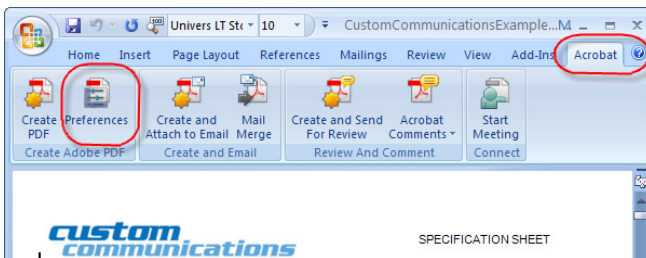 Univers LT Sto 10 CustomCommunicationsExample...M
Home Insert Page Layout References Mailings Review View Add-Ins Acrobat
Create PDF Preferences Create and Attach to Email Mail Merge Create and Send For Review Acrobat Comments Start Meeting
Create Adobe PDF Create and Email Review And Comment Connect
custom
communications
SPECIFICATION SHEET